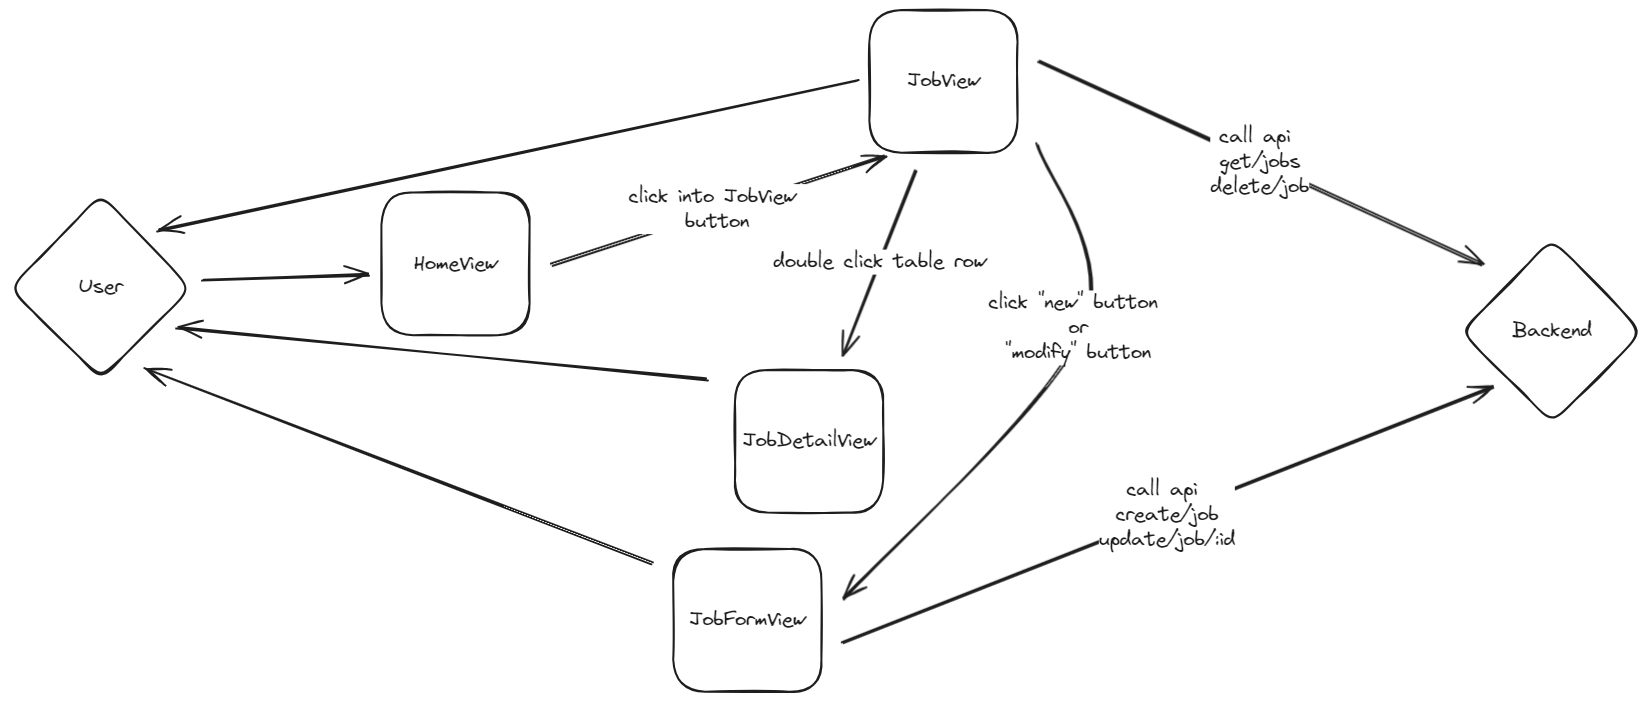 JobView
call api
get/jobs
delete/job
click into JobView
button
HomeView
double click table row
User
click "new" button
or
"modify" button
Backend
JobDetailView
call api
create/job
update/job/:id
JobFormView